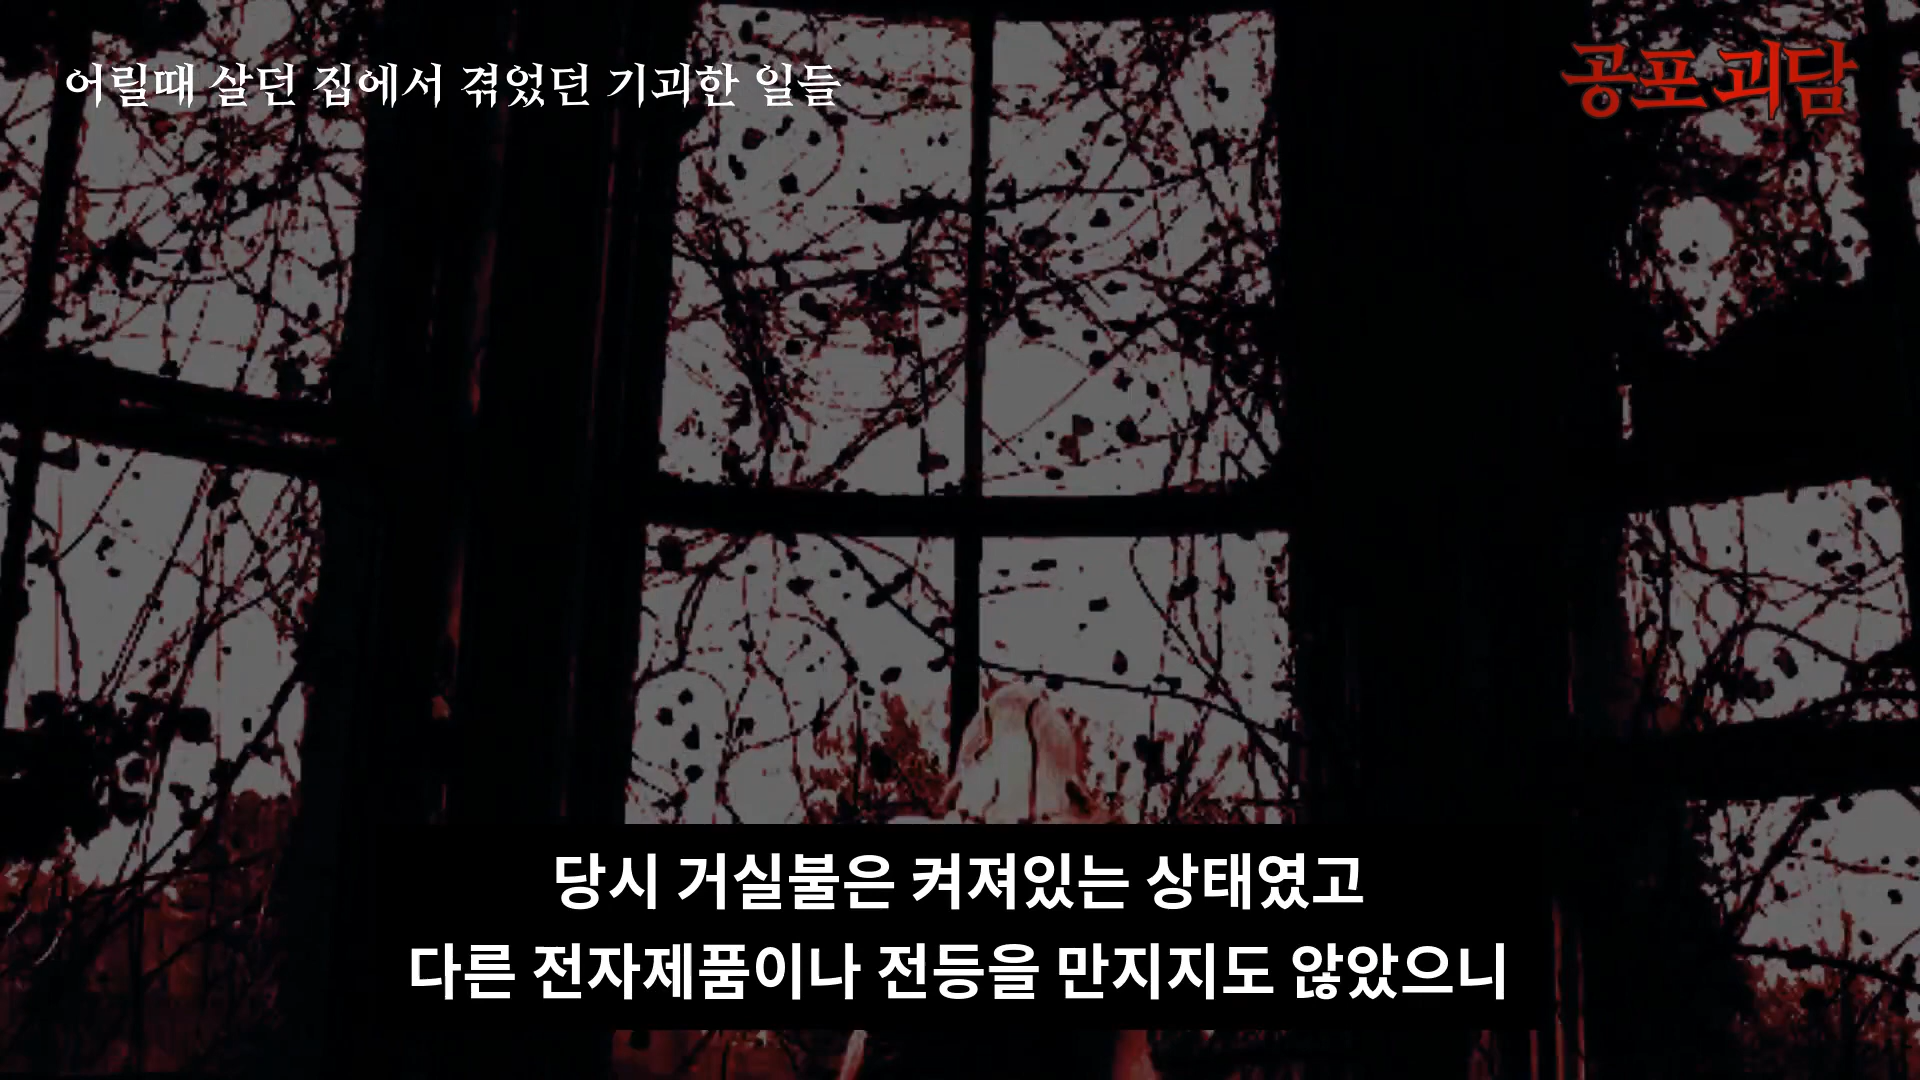 어릴때 살던 집에서 겪었던 기괴한 일들
공포괴담
당시 거실불은 켜져있는 상태였고
다른 전자제품이나 전등을 만지지도 않았으니